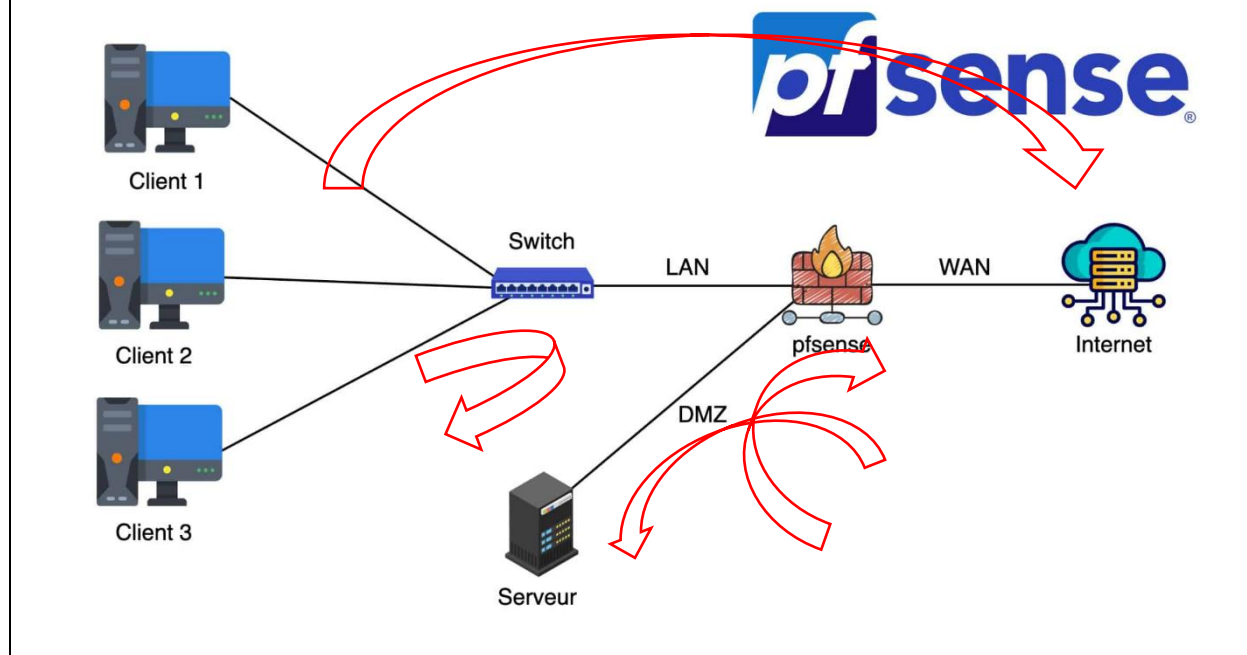 pfsense®
Client 1
Switch
LAN
WAN
Client 2
pfsense
Internet
DMZ
Client 3
Serveur